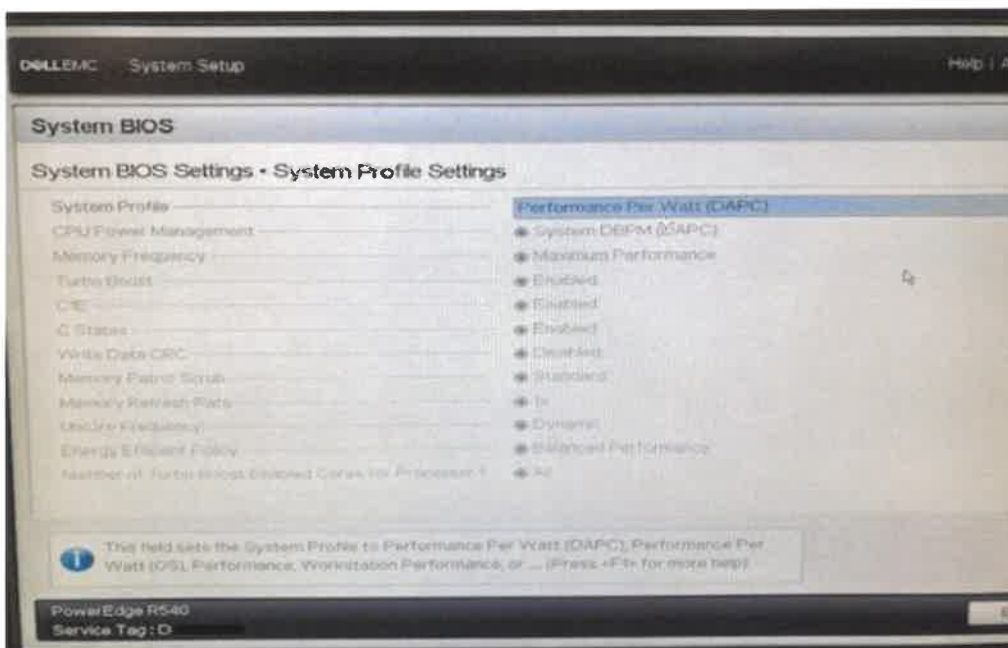 DELLEMC System Setup Help | A
System BIOS
System BIOS Settings • System Profile Settings
System Profile Performance Per Watt (DAPC)
CPU Power Management System DBPM (DAPC)
Memory Frequency Maximum Performance
Turbo Boost Enabled
C1E Enabled
C States Enabled
Write Data CRC Disabled
Memory Patrol Scrub Standard
Memory Refresh Rate 1x
Uncore Frequency Dynamic
Energy Efficient Policy Balanced Performance
Number of Turbo Boost Enabled Cores for Processor 1 All
This field sets the System Profile to Performance Per Watt (DAPC), Performance Per
Watt (OS), Performance, Workstation Performance, or ... (Press <F1> for more help)
PowerEdge R540
Service Tag : D